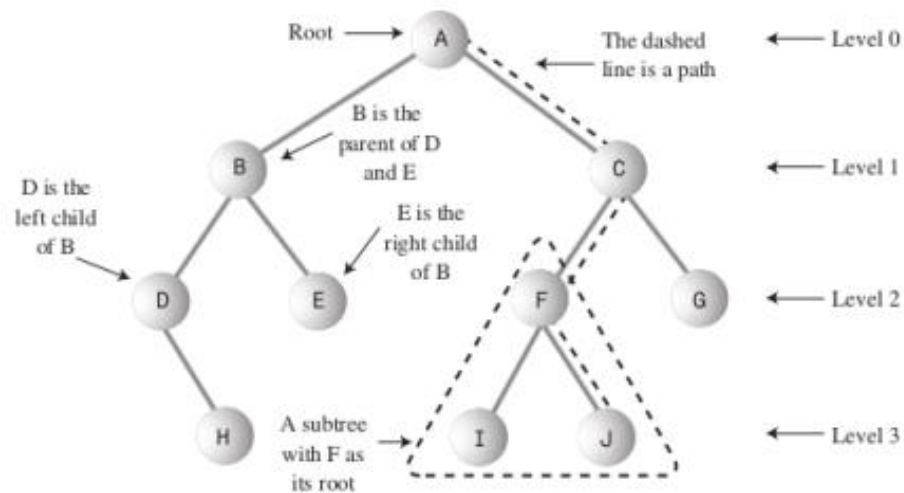 Root
A
The dashed
line is a path
Level 0
B is the
parent of D
and E
B
C
Level 1
D is the
left child
of B
E is the
right child
of B
D
E
F
G
Level 2
H
A subtree
with F as
its root
I
J
Level 3